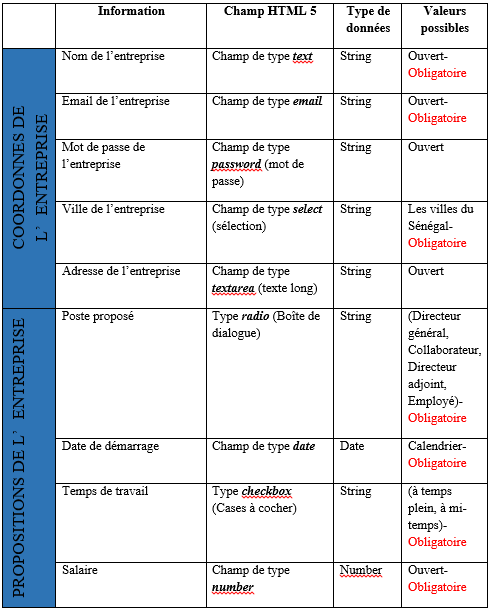 Information
Champ HTML 5
Type de
données
Valeurs
possibles
COORDONNES DE
L’ ENTREPRISE
Nom de l’entreprise
Champ de type text
String
Ouvert-
Obligatoire
Email de l’entreprise
Champ de type email
String
Ouvert-
Obligatoire
Mot de passe de
l’entreprise
Champ de type
password (mot de
passe)
String
Ouvert
Ville de l’entreprise
Champ de type select
(sélection)
String
Les villes du
Sénégal-
Obligatoire
Adresse de l’entreprise
Champ de type
textarea (texte long)
String
Ouvert
PROPOSITIONS DE L’ ENTREPRISE
Poste proposé
Type radio (Boîte de
dialogue)
String
(Directeur
général,
Collaborateur,
Directeur
adjoint,
Employé)-
Obligatoire
Date de démarrage
Champ de type date
Date
Calendrier-
Obligatoire
Temps de travail
Type checkbox
(Cases à cocher)
String
(à temps
plein, à mi-
temps)-
Obligatoire
Salaire
Champ de type
number
Number
Ouvert-
Obligatoire